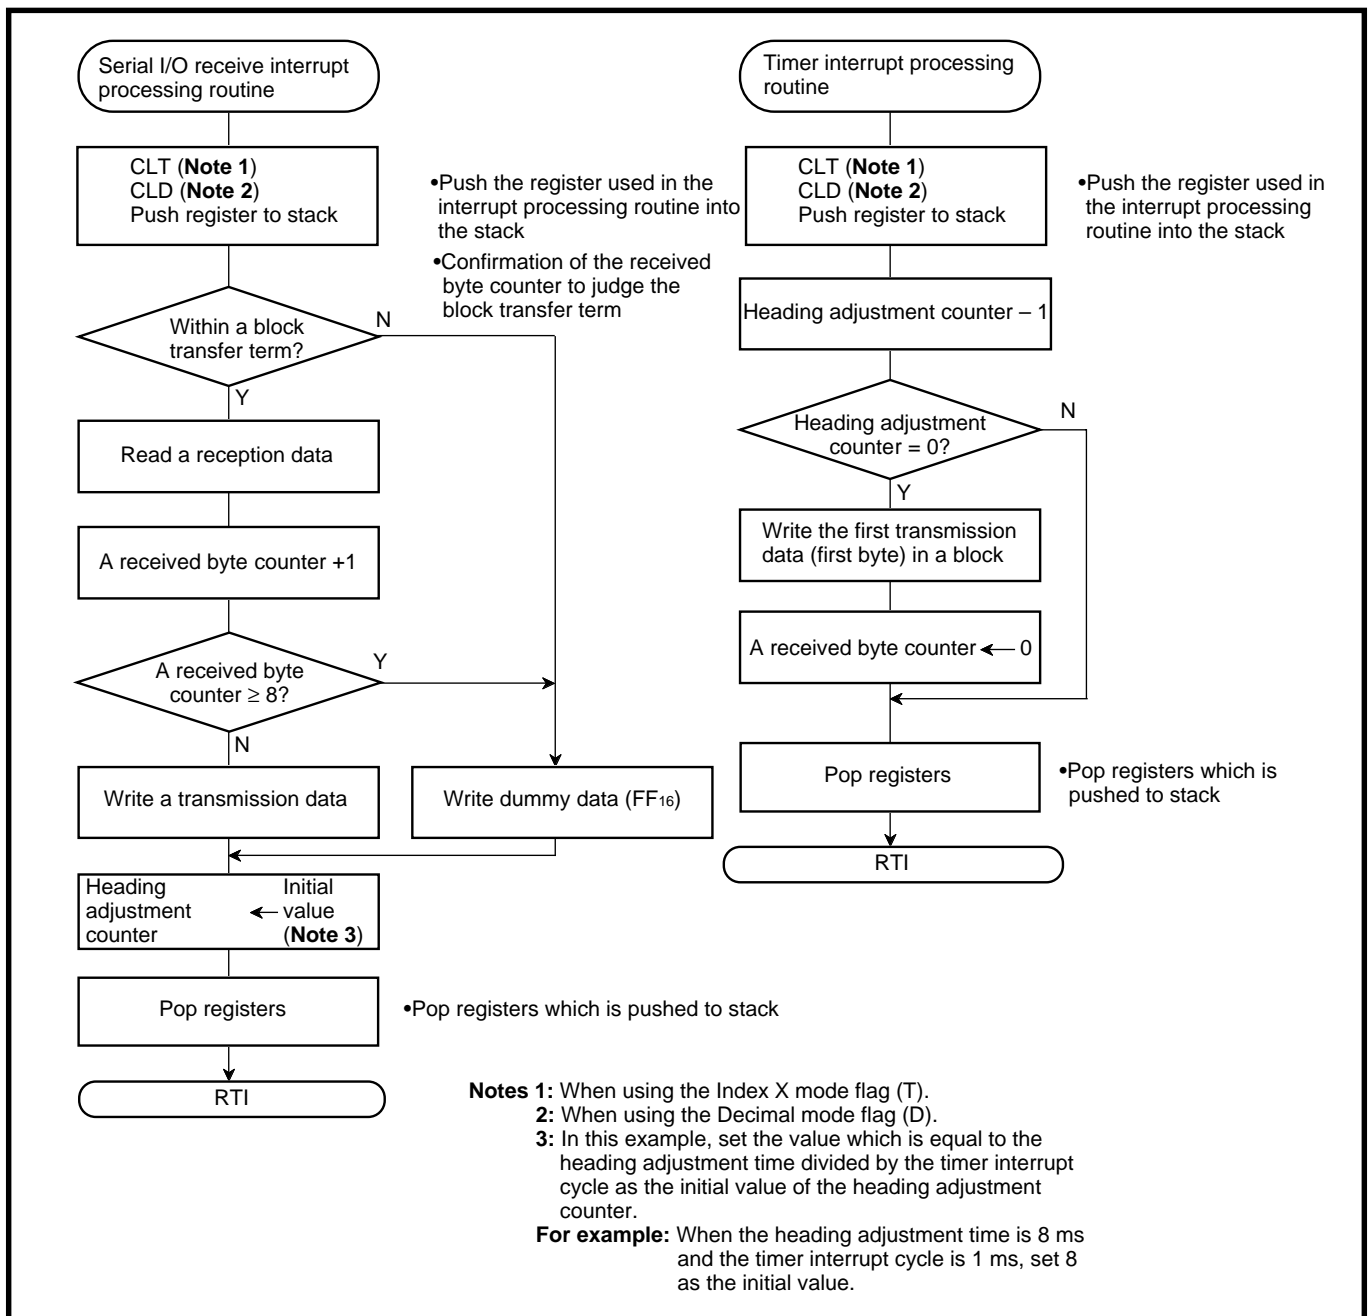 Serial I/O receive interrupt
processing routine
CLT (Note 1)
CLD (Note 2)
Push register to stack
•Push the register used in the
interrupt processing routine into
the stack
•Confirmation of the received
byte counter to judge the
block transfer term
Within a block
transfer term?
N
Y
Read a reception data
A received byte counter +1
A received byte
counter ≥ 8?
Y
N
Write a transmission data
Write dummy data (FF16)
Heading
adjustment
counter
← Initial
value
(Note 3)
Pop registers
•Pop registers which is pushed to stack
RTI
Timer interrupt processing
routine
CLT (Note 1)
CLD (Note 2)
Push register to stack
•Push the register used in
the interrupt processing
routine into the stack
Heading adjustment counter – 1
Heading adjustment
counter = 0?
N
Y
Write the first transmission
data (first byte) in a block
A received byte counter ← 0
Pop registers
•Pop registers which is
pushed to stack
RTI
Notes 1: When using the Index X mode flag (T).
2: When using the Decimal mode flag (D).
3: In this example, set the value which is equal to the
heading adjustment time divided by the timer interrupt
cycle as the initial value of the heading adjustment
counter.
For example: When the heading adjustment time is 8 ms
and the timer interrupt cycle is 1 ms, set 8
as the initial value.